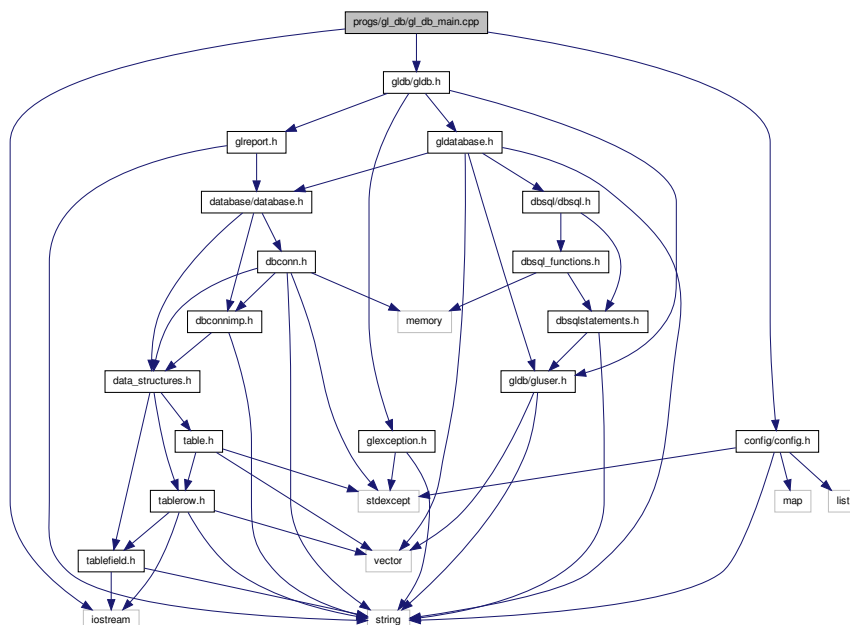 progs/gl_db/gl_db_main.cpp
gldb/gldb.h
glreport.h
gldatabase.h
database/database.h
dbsql/dbsql.h
dbconn.h
dbsql_functions.h
dbconnimp.h
memory
dbsqlstatements.h
data_structures.h
gldb/gluser.h
table.h
glexception.h
config/config.h
tablerow.h
stdexcept
map
list
tablefield.h
vector
iostream
string